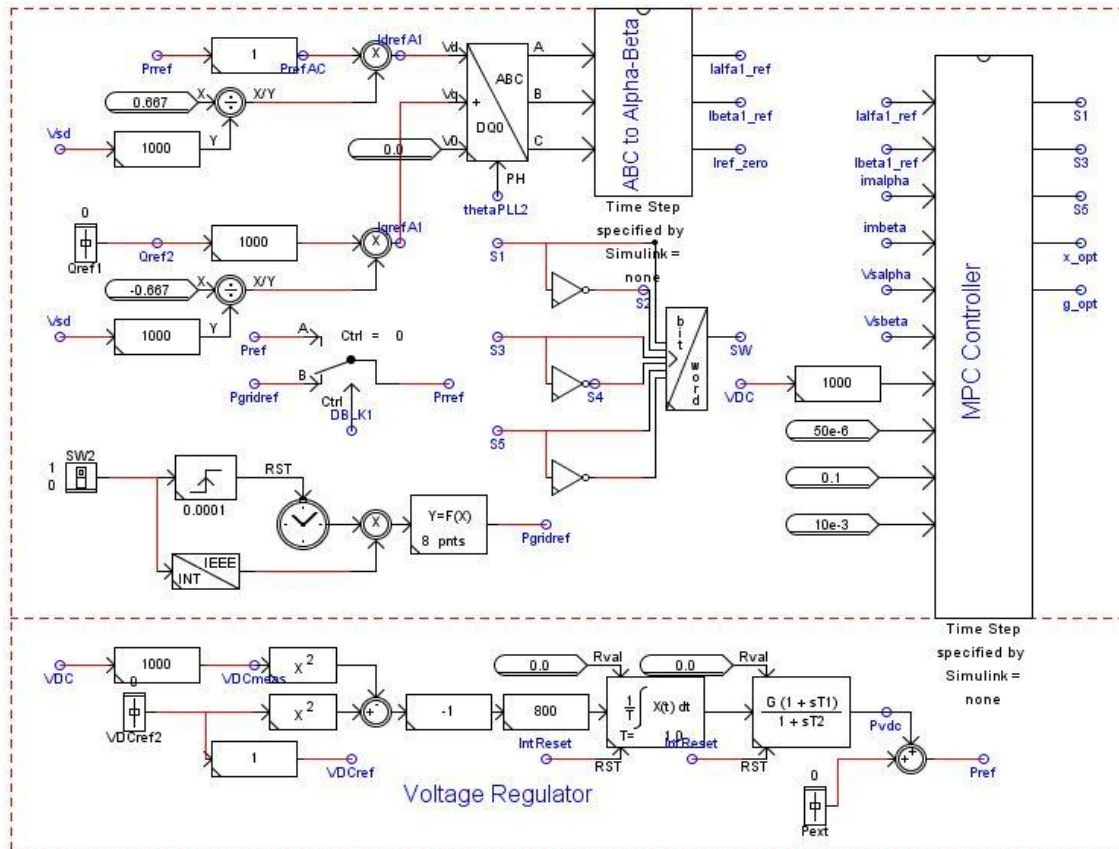 Prref
1
PrefAC
X
IdrefA1
Vd
A
Ialfa1_ref
0.667
X
÷
X/Y
Vsd
1000
Y
Vq
+
ABC
DQ0
B
Ibeta1_ref
0.0
V0
C
Iref_zero
PH
thetaPLL2
ABC to Alpha-Beta
Time Step
specified by
Simulink =
none
0
Qref1
Qref2
1000
X
IqrefA1
-0.667
X
÷
X/Y
Vsd
1000
Y
Pref
A
Ctrl = 0
B
Pgridref
Ctrl
DBLK1
Prref
S1
S2
S3
S4
S5
bit
word
SW
SW2
1
0
RST
0.0001
X
Y=F(X)
8 pnts
Pgridref
IEEE
INT
MPC Controller
Ialfa1_ref
Ibeta1_ref
imalpha
imbeta
Vsalpha
Vsbeta
VDC
1000
50e-6
0.1
10e-3
S1
S3
S5
x_opt
g_opt
Time Step
specified by
Simulink =
none
VDC
1000
VDCmeas
X 2
0
VDCref2
X 2
+
-
-1
800
1
VDCref
0.0
Rval
1
T
∫
X(t) dt
T=
1.0
IntReset
RST
0.0
Rval
G (1 + sT1)
1 + sT2
IntReset
RST
Pvdc
+
+
Pref
0
Pext
Voltage Regulator